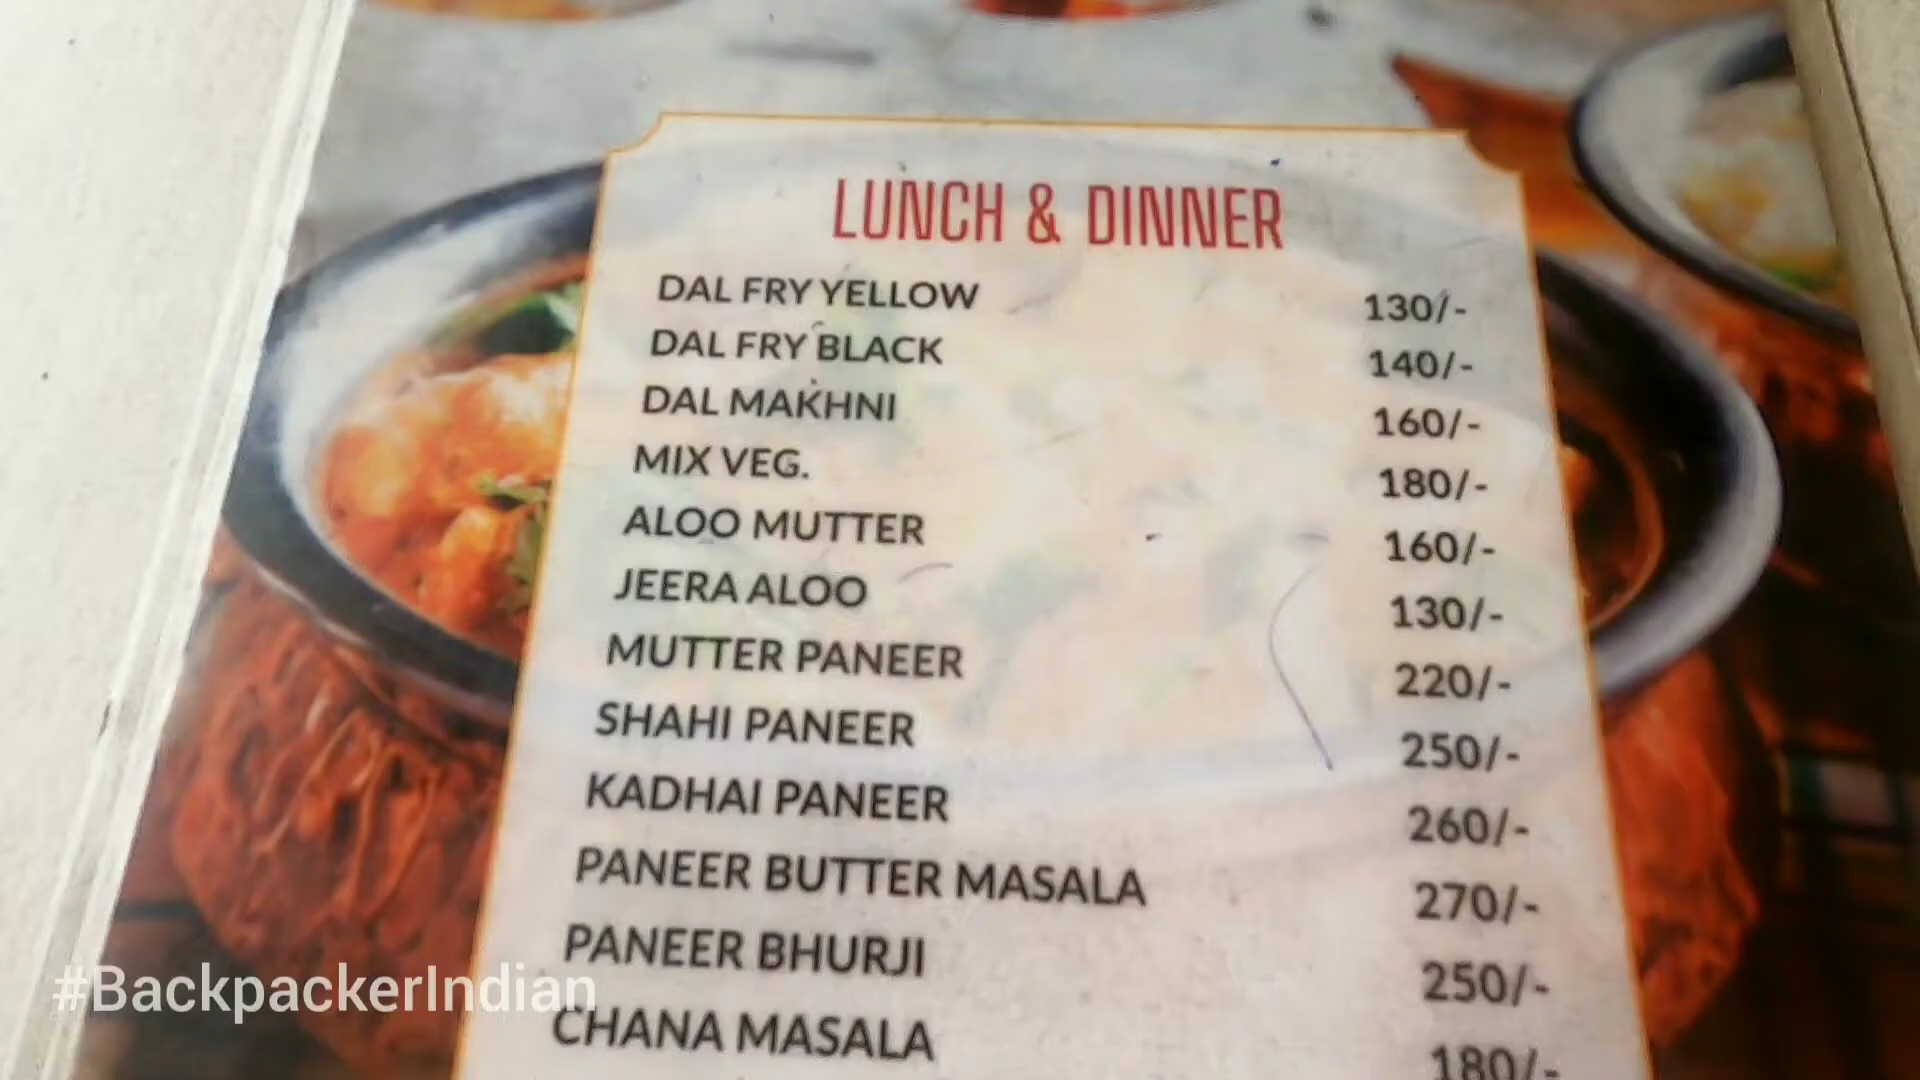 LUNCH & DINNER
DAL FRY YELLOW 130/-
DAL FRY BLACK 140/-
DAL MAKHNI 160/-
MIX VEG. 180/-
ALOO MUTTER 160/-
JEERA ALOO 130/-
MUTTER PANEER 220/-
SHAHI PANEER 250/-
KADHAI PANEER 260/-
PANEER BUTTER MASALA 270/-
PANEER BHURJI 250/-
CHANA MASALA 180/-
#BackpackerIndian